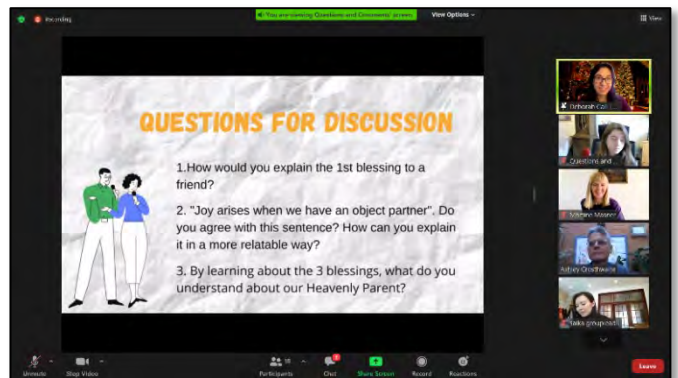 Recording
You are viewing Questions and Comments' screen
View Options
View
QUESTIONS FOR DISCUSSION
1.How would you explain the 1st blessing to a
friend?
2. "Joy arises when we have an object partner". Do
you agree with this sentence? How can you explain
it in a more relatable way?
3. By learning about the 3 blessings, what do you
understand about our Heavenly Parent?
Deborah
Questions and
Ashley Crosthwaite
Unmute
Stop Video
Participants
Chat
Share Screen
Record
Reactions
Leave